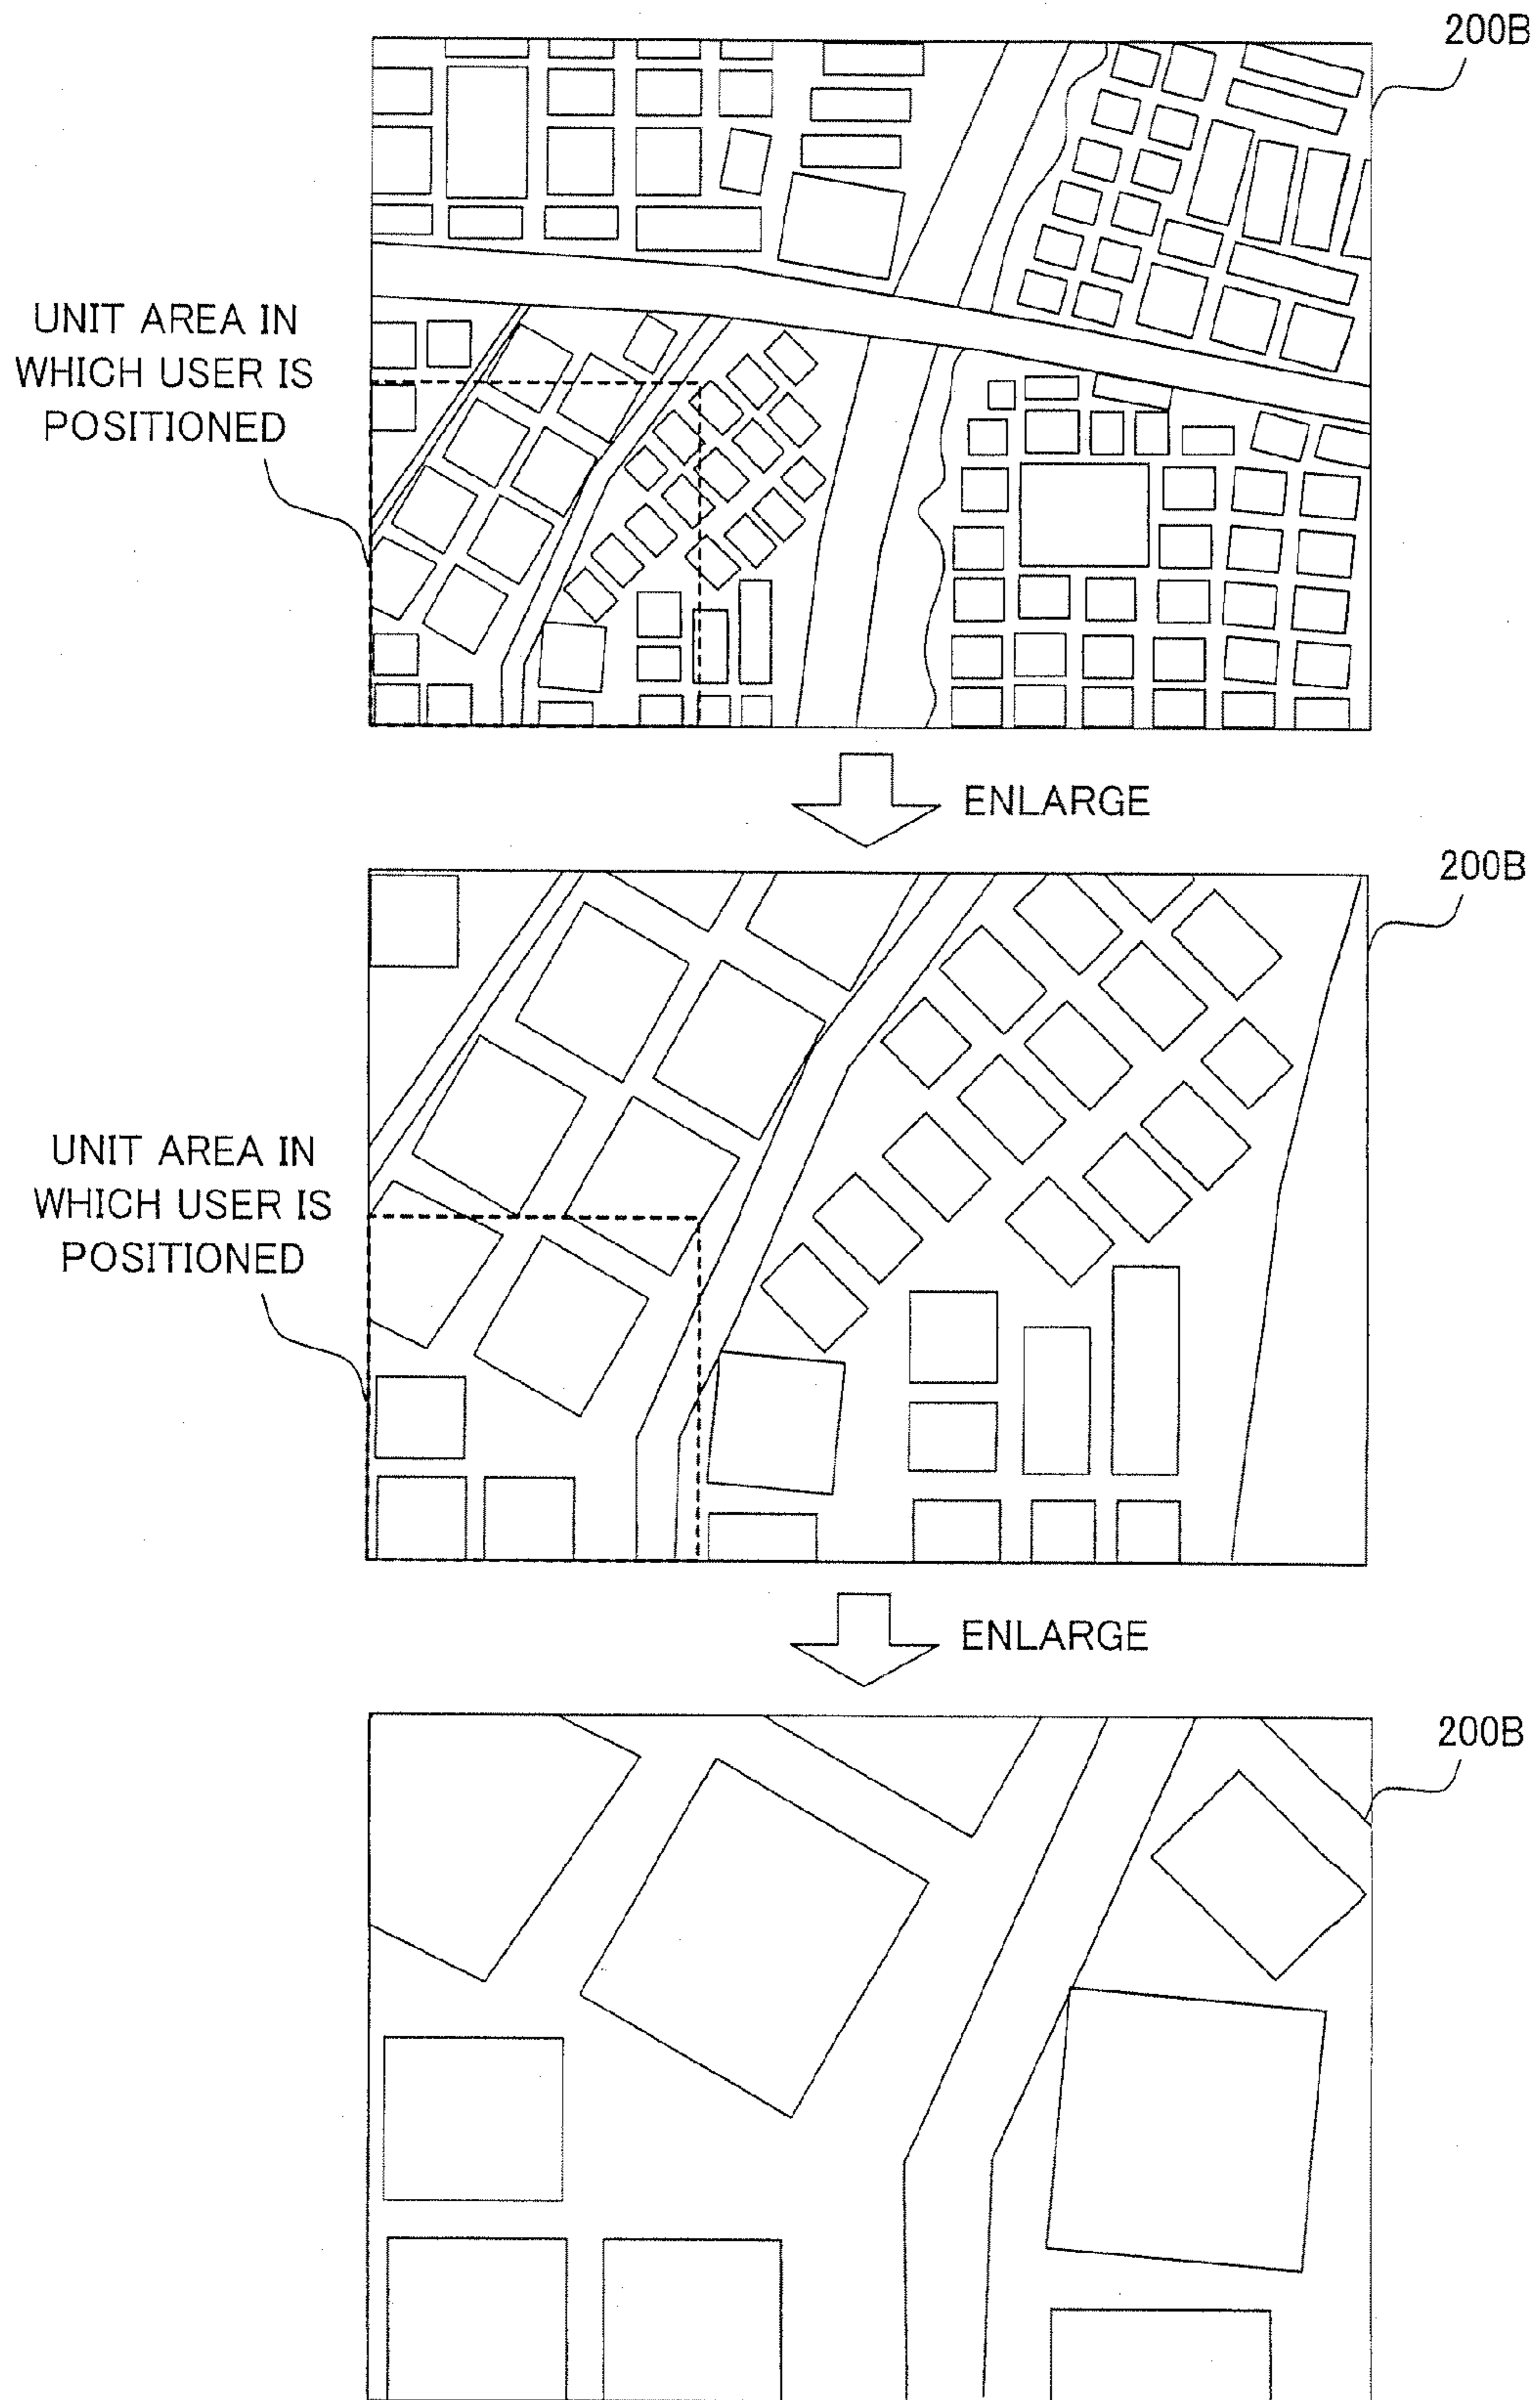 200B
UNIT AREA IN
WHICH USER IS
POSITIONED
ENLARGE
200B
UNIT AREA IN
WHICH USER IS
POSITIONED
ENLARGE
200B